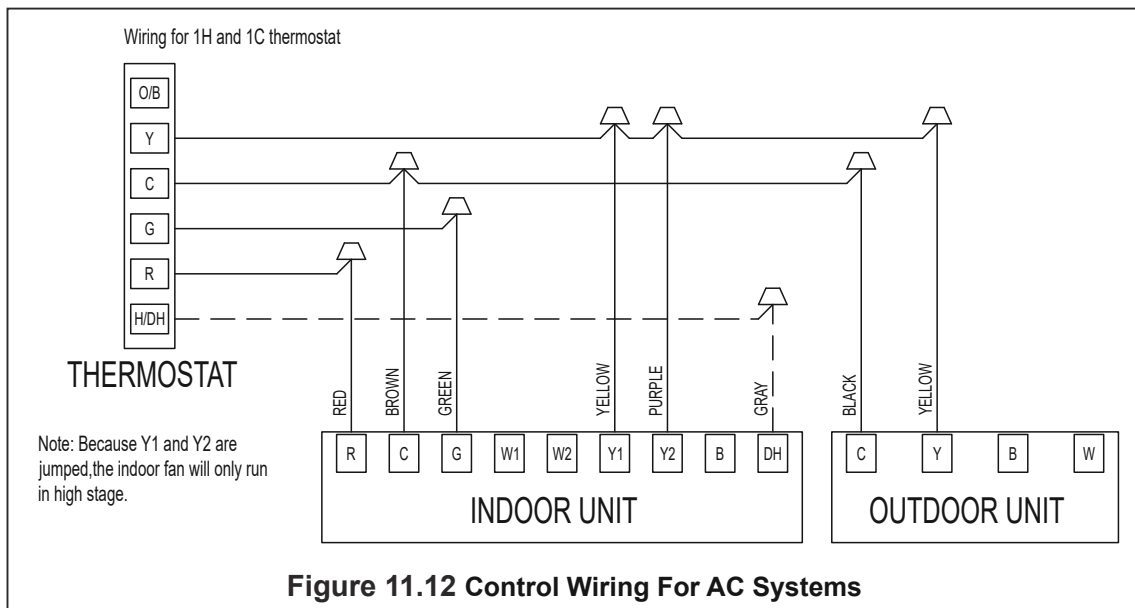 Wiring for 1H and 1C thermostat
O/B
Y
C
G
R
H/DH
THERMOSTAT
Note: Because Y1 and Y2 are
jumped,the indoor fan will only run
in high stage.
RED
BROWN
GREEN
YELLOW
PURPLE
GRAY
BLACK
YELLOW
R C G W1 W2 Y1 Y2 B DH
INDOOR UNIT
C Y B W
OUTDOOR UNIT
Figure 11.12 Control Wiring For AC Systems